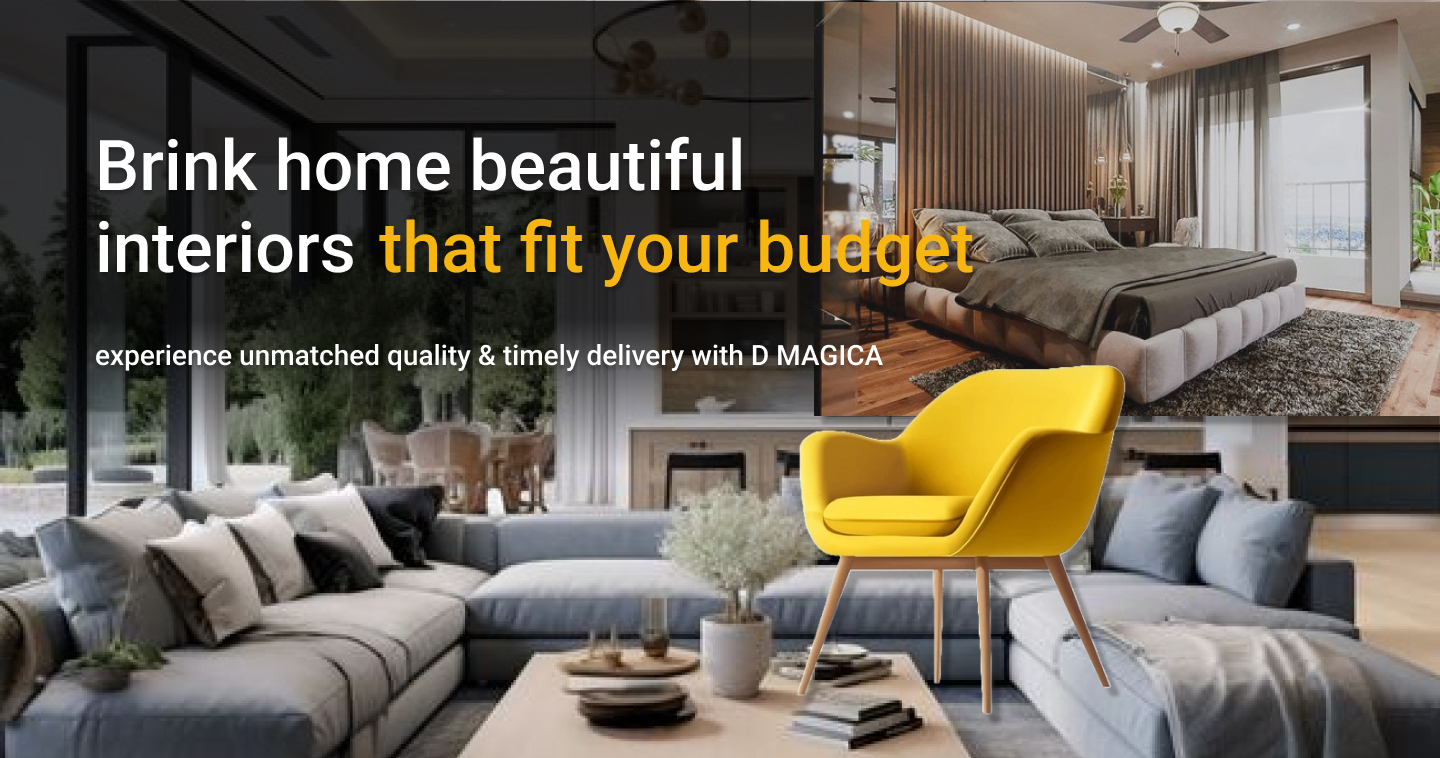 Brink home beautiful
interiors that fit your budget
experience unmatched quality & timely delivery with D MAGICA